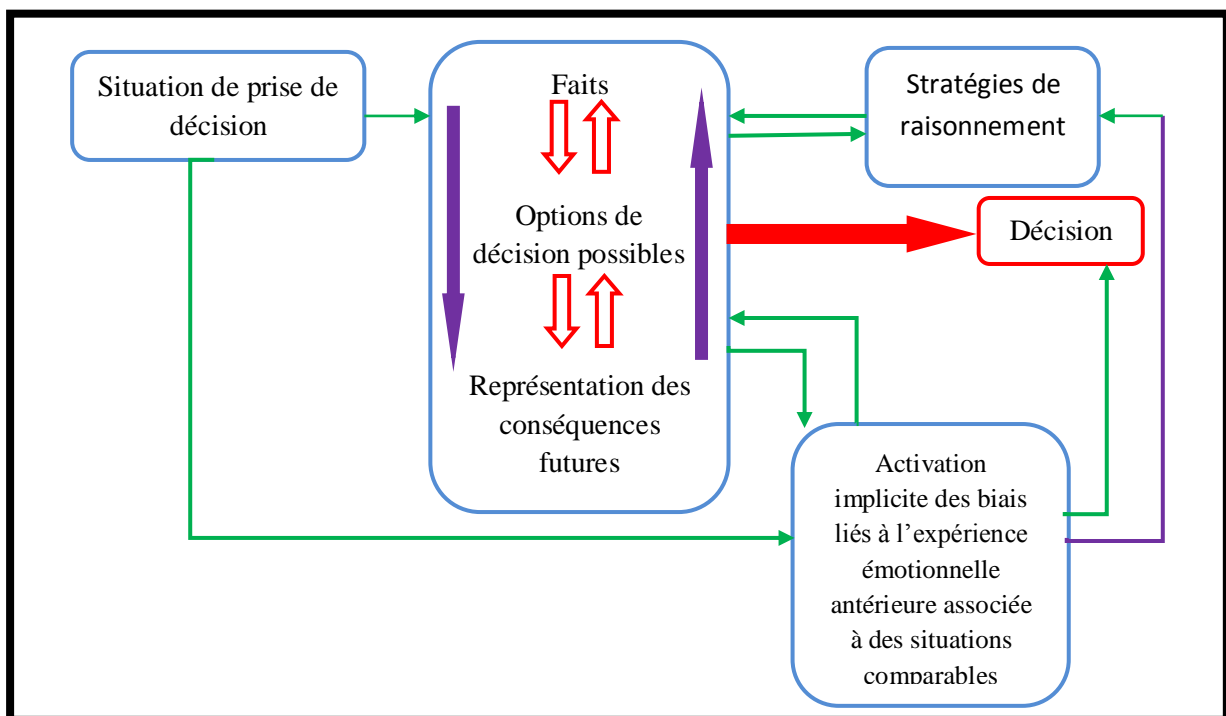 Situation de prise de
décision
Faits
Options de
décision possibles
Représentation des
conséquences
futures
Stratégies de
raisonnement
Décision
Activation
implicite des biais
liés à l’expérience
émotionnelle
antérieure associée
à des situations
comparables